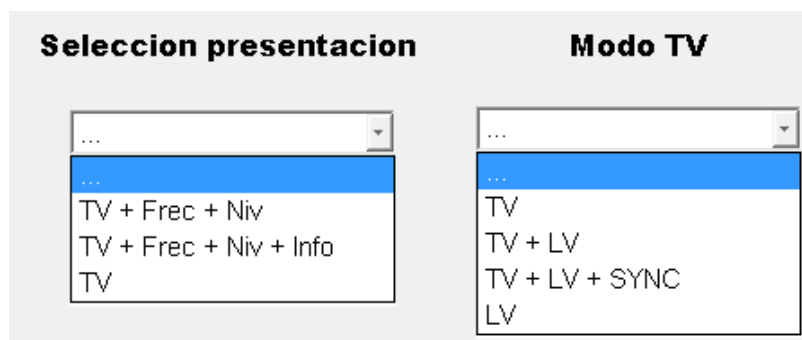 Seleccion presentacion
Modo TV
...
...
TV + Frec + Niv
TV + Frec + Niv + Info
TV
...
...
TV
TV + LV
TV + LV + SYNC
LV